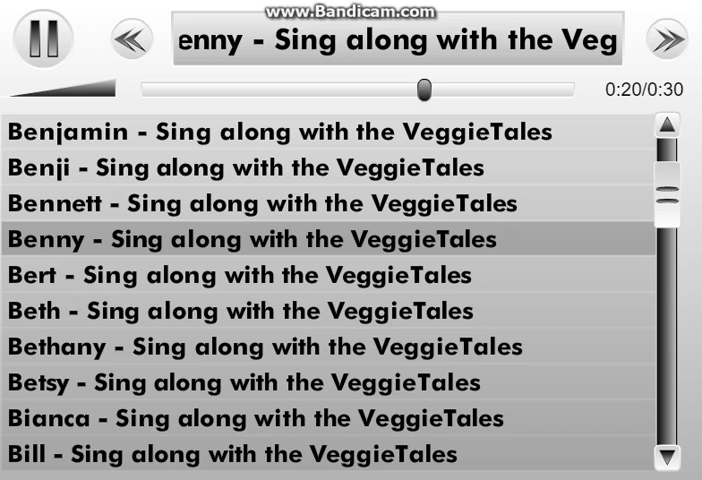 www.Bandicam.com
enny - Sing along with the Veg
0:20/0:30
Benjamin - Sing along with the VeggieTales
Benji - Sing along with the VeggieTales
Bennett - Sing along with the VeggieTales
Benny - Sing along with the VeggieTales
Bert - Sing along with the VeggieTales
Beth - Sing along with the VeggieTales
Bethany - Sing along with the VeggieTales
Betsy - Sing along with the VeggieTales
Bianca - Sing along with the VeggieTales
Bill - Sing along with the VeggieTales